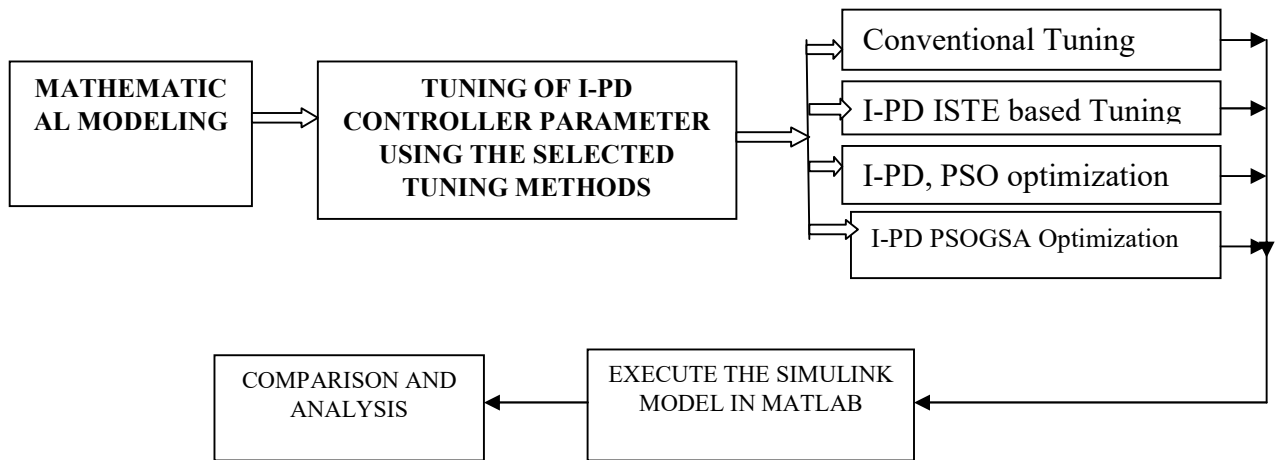 MATHEMATIC
AL MODELING
TUNING OF I-PD
CONTROLLER PARAMETER
USING THE SELECTED
TUNING METHODS
Conventional Tuning
I-PD ISTE based Tuning
I-PD, PSO optimization
I-PD PSOGSA Optimization
EXECUTE THE SIMULINK
MODEL IN MATLAB
COMPARISON AND
ANALYSIS